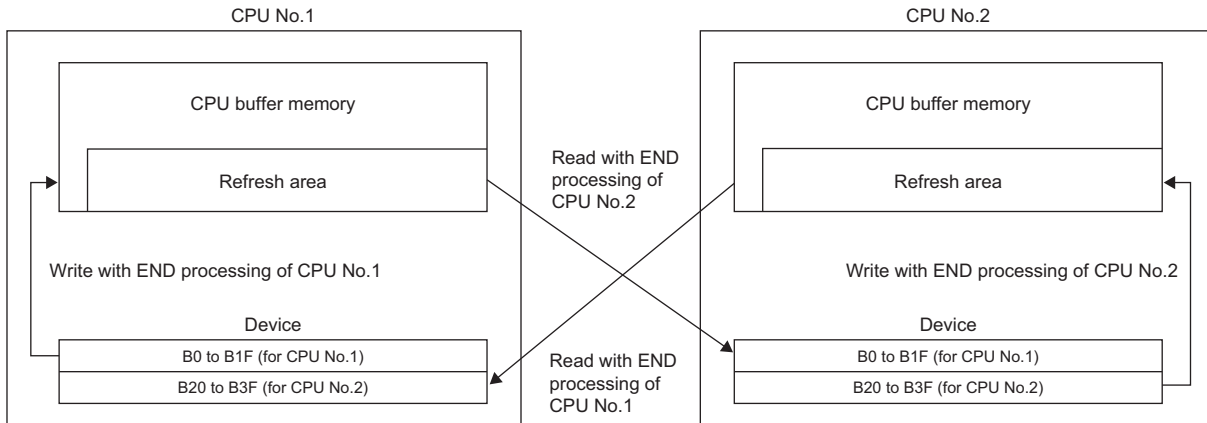 CPU No.1
CPU No.2
CPU buffer memory
CPU buffer memory
Refresh area
Read with END
processing of
CPU No.2
Refresh area
Write with END processing of CPU No.1
Write with END processing of CPU No.2
Device
Device
B0 to B1F (for CPU No.1)
B20 to B3F (for CPU No.2)
Read with END
processing of
CPU No.1
B0 to B1F (for CPU No.1)
B20 to B3F (for CPU No.2)